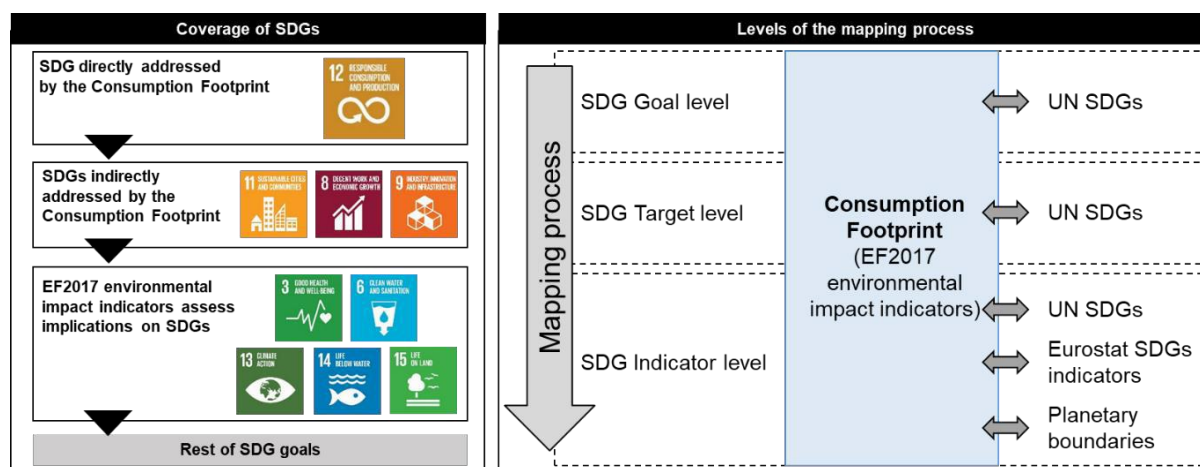 Coverage of SDGs
SDG directly addressed
by the Consumption Footprint
12 RESPONSIBLE
CONSUMPTION
AND PRODUCTION
SDGs indirectly
addressed by the
Consumption Footprint
11 SUSTAINABLE CITIES
AND COMMUNITIES
8 DECENT WORK AND
ECONOMIC GROWTH
9 INDUSTRY, INNOVATION
AND INFRASTRUCTURE
EF2017 environmental
impact indicators assess
implications on SDGs
3 GOOD HEALTH
AND WELL-BEING
6 CLEAN WATER
AND SANITATION
13 CLIMATE
ACTION
14 LIFE
BELOW WATER
15 LIFE
ON LAND
Rest of SDG goals
Levels of the mapping process
Mapping process
SDG Goal level
UN SDGs
SDG Target level
Consumption
Footprint
(EF2017
environmental
impact indicators)
UN SDGs
SDG Indicator level
UN SDGs
Eurostat SDGs
indicators
Planetary
boundaries